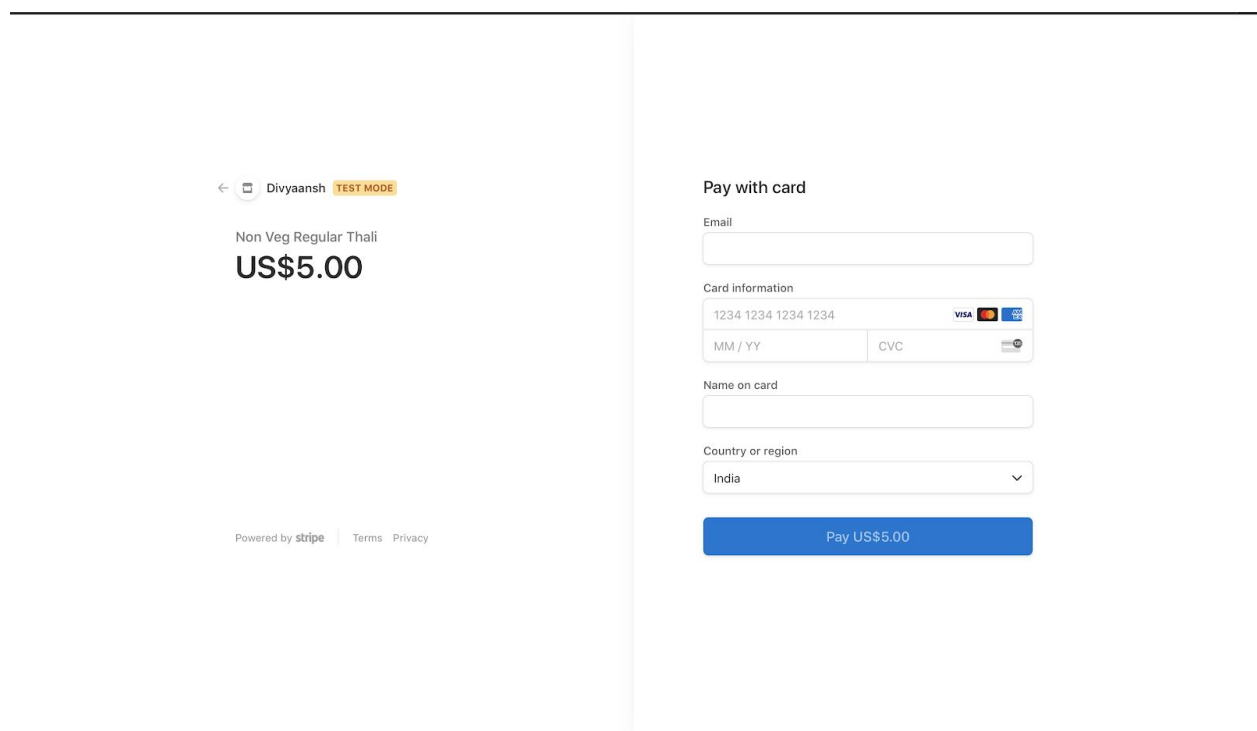 Divyaansh TEST MODE
Non Veg Regular Thali
US$5.00
Powered by stripe Terms Privacy
Pay with card
Email
Card information
1234 1234 1234 1234 VISA
MM / YY CVC
Name on card
Country or region
India
Pay US$5.00